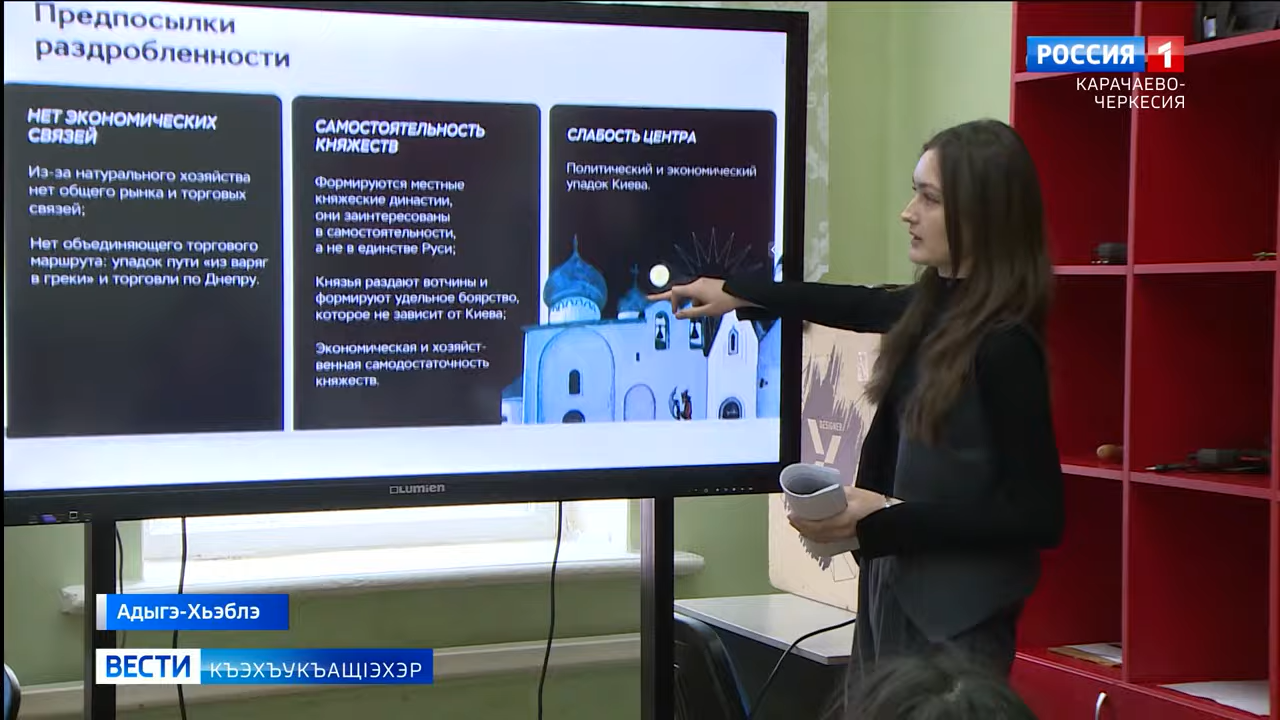 Предпосылки
раздробленности
НЕТ ЭКОНОМИЧЕСКИХ
СВЯЗЕЙ
Из-за натурального хозяйства
нет общего рынка и торговых
связей;
Нет объединяющего торгового
маршрута: упадок пути «из варяг
в греки» и торговли по Днепру.
САМОСТОЯТЕЛЬНОСТЬ
КНЯЖЕСТВ
Формируются местные
княжеские династии,
они заинтересованы
в самостоятельности,
а не в единстве Руси;
Князья раздают вотчины и
формируют удельное боярство,
которое не зависит от Киева;
Экономическая и хозяйст-
венная самодостаточность
княжеств.
СЛАБОСТЬ ЦЕНТРА
Политический и экономический
упадок Киева.
Lumien
РОССИЯ 1
КАРАЧАЕВО-
ЧЕРКЕСИЯ
DESIGNER
Адыгэ-Хьэблэ
ВЕСТИ КЪЭХЪУКЪАЩIЭХЭР